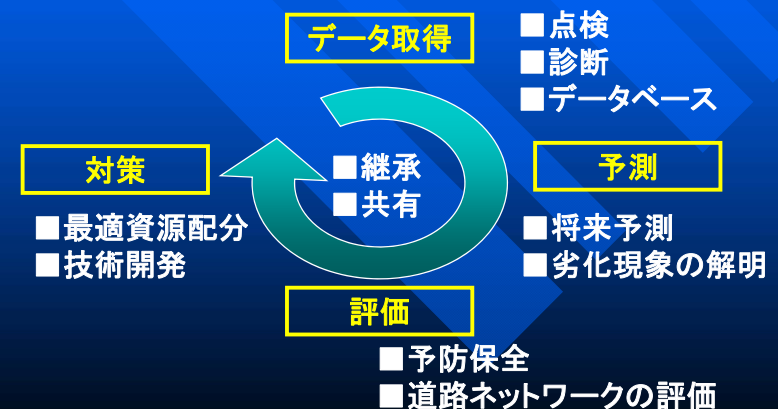 データ取得
■点検
■診断
■データベース
対策
■継承
■共有
予測
■最適資源配分
■技術開発
■将来予測
■劣化現象の解明
評価
■予防保全
■道路ネットワークの評価